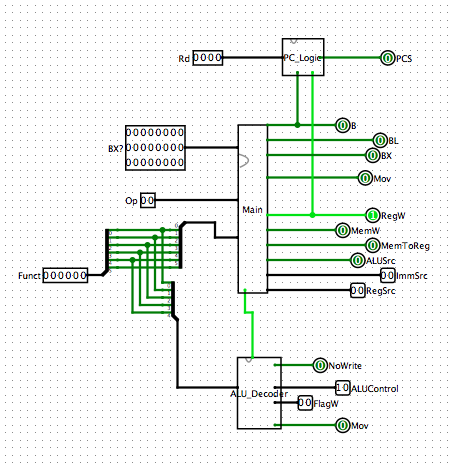 Rd 0000
PC_Logic
0 PCS
0 B
0 BL
BX? 00000000
00000000
00000000
0 BX
0 Mov
Op 00
Main
1 RegW
0 MemW
0 MemToReg
0 ALUSrc
Funct 000000
00 ImmSrc
00 RegSrc
0 NoWrite
ALU_Decoder
10 ALUControl
00 FlagW
0 Mov